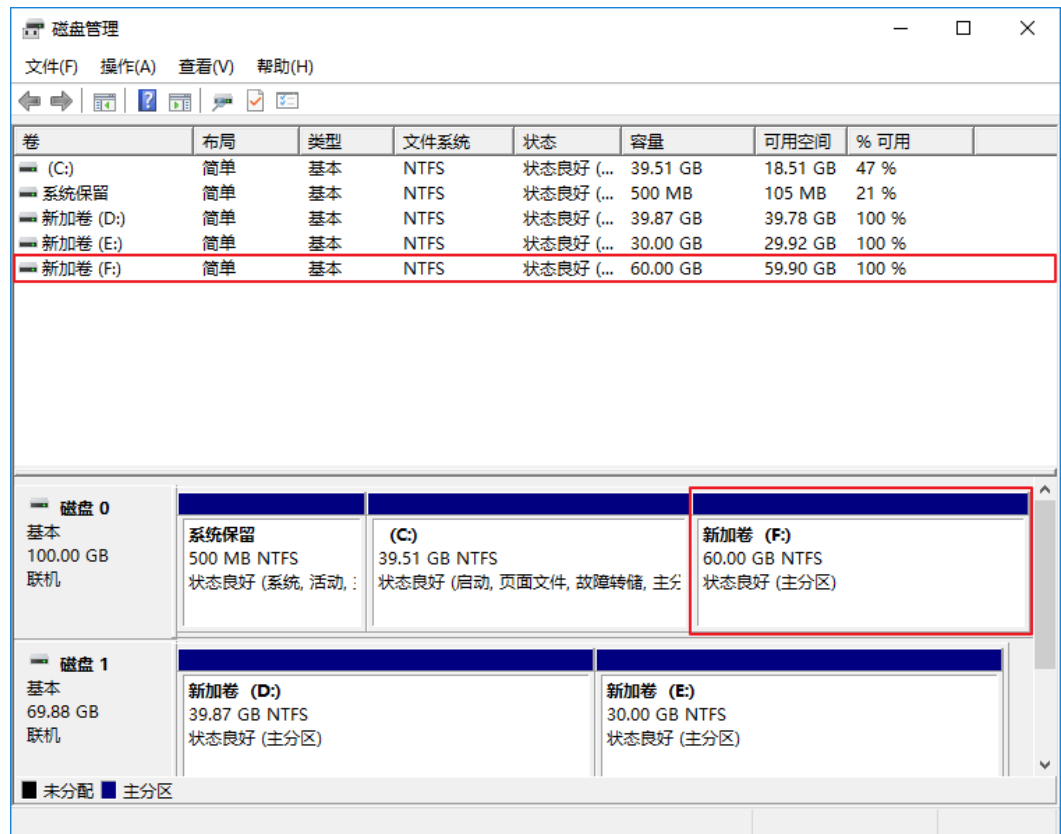 磁盘管理
文件(F) 操作(A) 查看(V) 帮助(H)
卷 布局 类型 文件系统 状态 容量 可用空间 % 可用
(C:) 简单 基本 NTFS 状态良好 (... 39.51 GB 18.51 GB 47 %
系统保留 简单 基本 NTFS 状态良好 (... 500 MB 105 MB 21 %
新加卷 (D:) 简单 基本 NTFS 状态良好 (... 39.87 GB 39.78 GB 100 %
新加卷 (E:) 简单 基本 NTFS 状态良好 (... 30.00 GB 29.92 GB 100 %
新加卷 (F:) 简单 基本 NTFS 状态良好 (... 60.00 GB 59.90 GB 100 %
磁盘 0
基本
100.00 GB
联机
系统保留
500 MB NTFS
状态良好 (系统, 活动,
(C:)
39.51 GB NTFS
状态良好 (启动, 页面文件, 故障转储, 主分
新加卷 (F:)
60.00 GB NTFS
状态良好 (主分区)
磁盘 1
基本
69.88 GB
联机
新加卷 (D:)
39.87 GB NTFS
状态良好 (主分区)
新加卷 (E:)
30.00 GB NTFS
状态良好 (主分区)
未分配 主分区